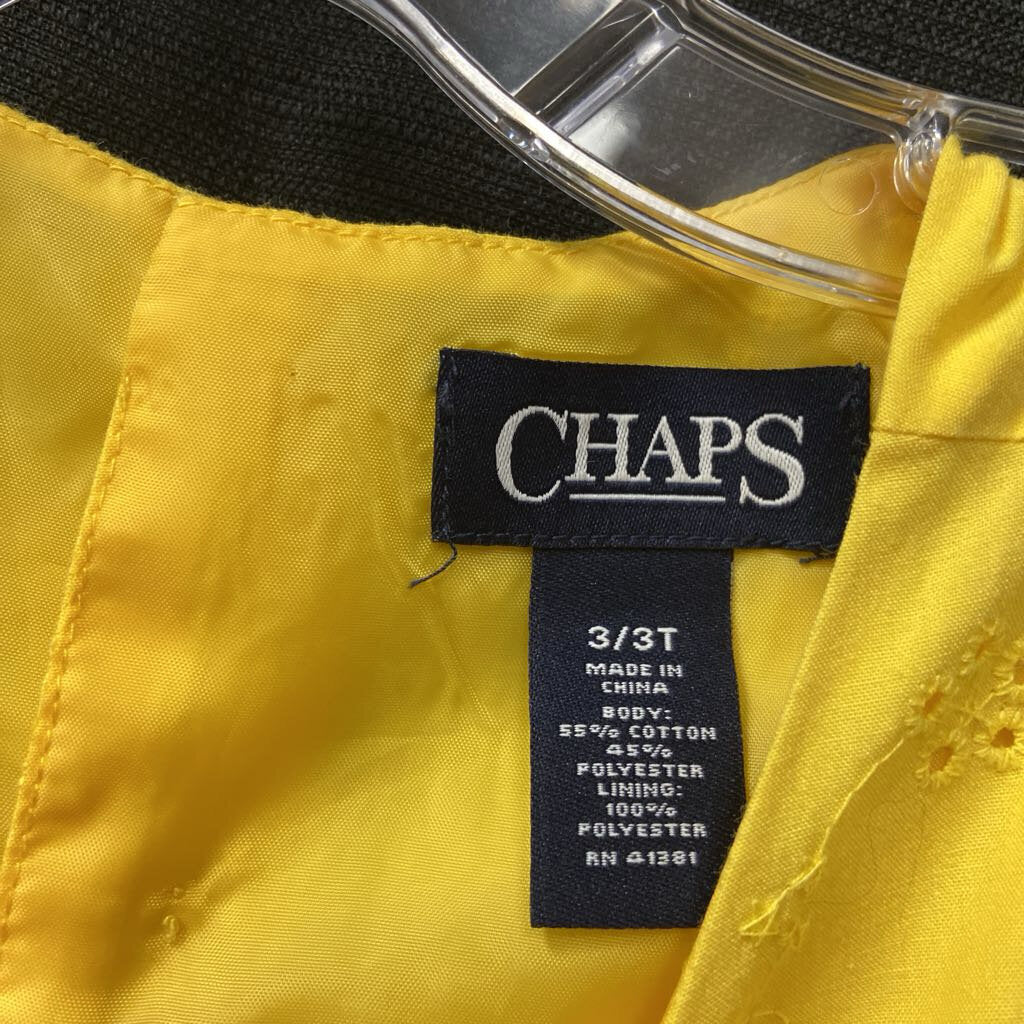 CHAPS
3/3T
MADE IN
CHINA
BODY:
55% COTTON
45%
POLYESTER
LINING:
100%
POLYESTER
RN 41381